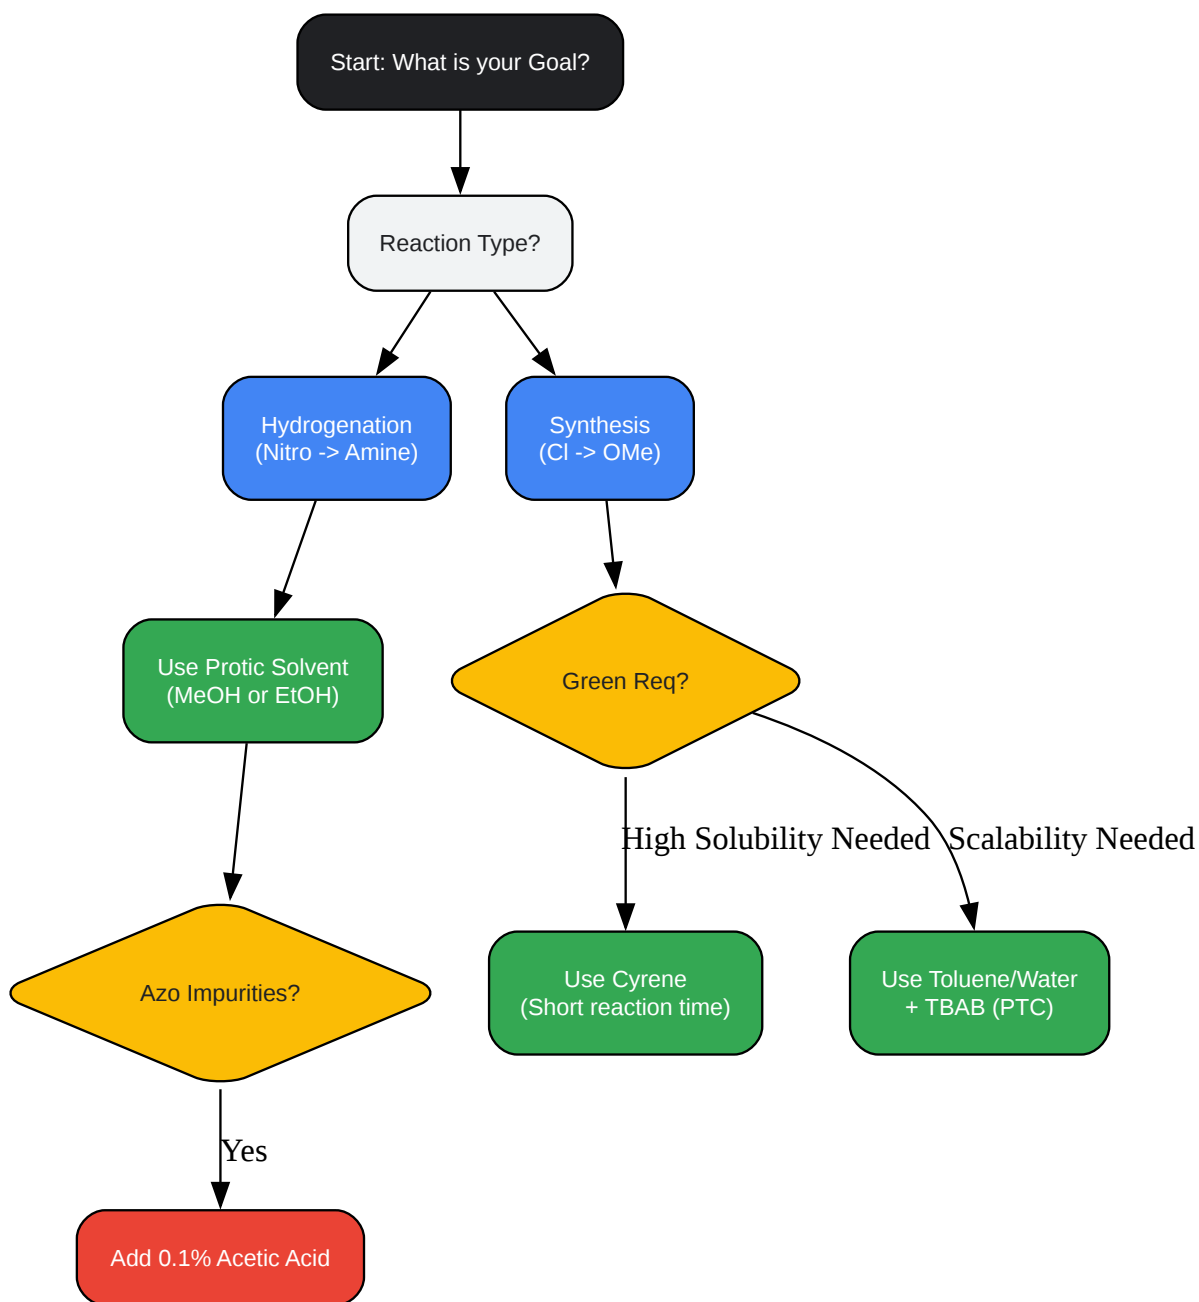 Start: What is your Goal?
Reaction Type?
Hydrogenation
(Nitro -> Amine)
Synthesis
(Cl -> OMe)
Use Protic Solvent
(MeOH or EtOH)
Green Req?
High Solubility Needed
Scalability Needed
Azo Impurities?
Use Cyrene
(Short reaction time)
Use Toluene/Water
+ TBAB (PTC)
Yes
Add 0.1% Acetic Acid